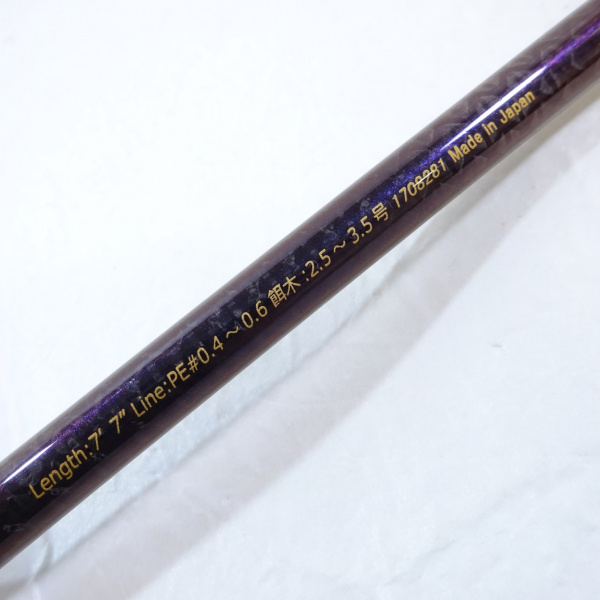 Length:7' 7" Line:PE#0.4～0.6 餌木:2.5～3.5号 1708281 Made in Japan